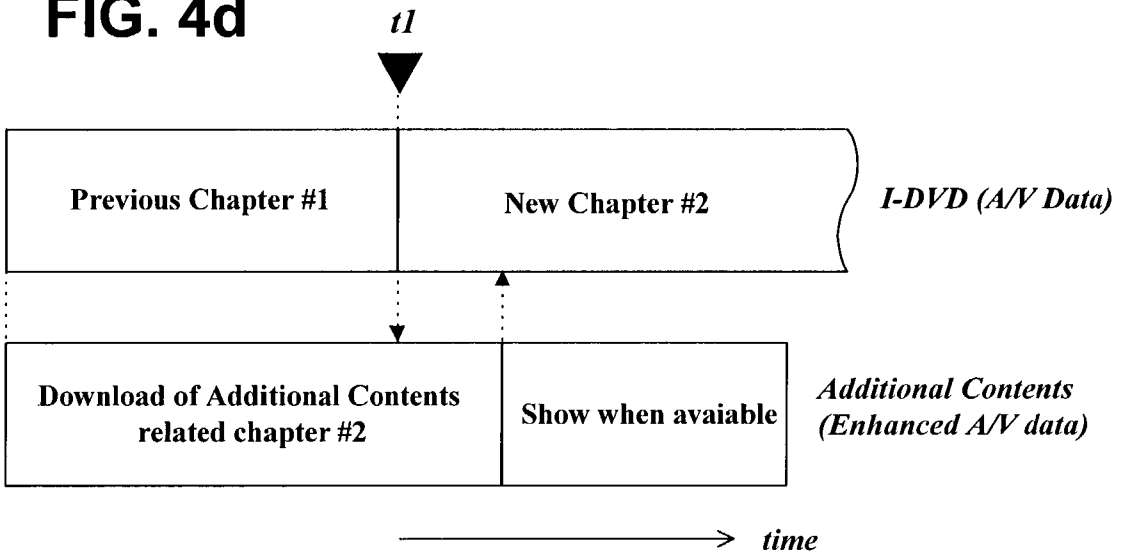 FIG. 4d
t1
Previous Chapter #1
New Chapter #2
I-DVD (A/V Data)
Download of Additional Contents
related chapter #2
Show when avaiable
Additional Contents
(Enhanced A/V data)
time